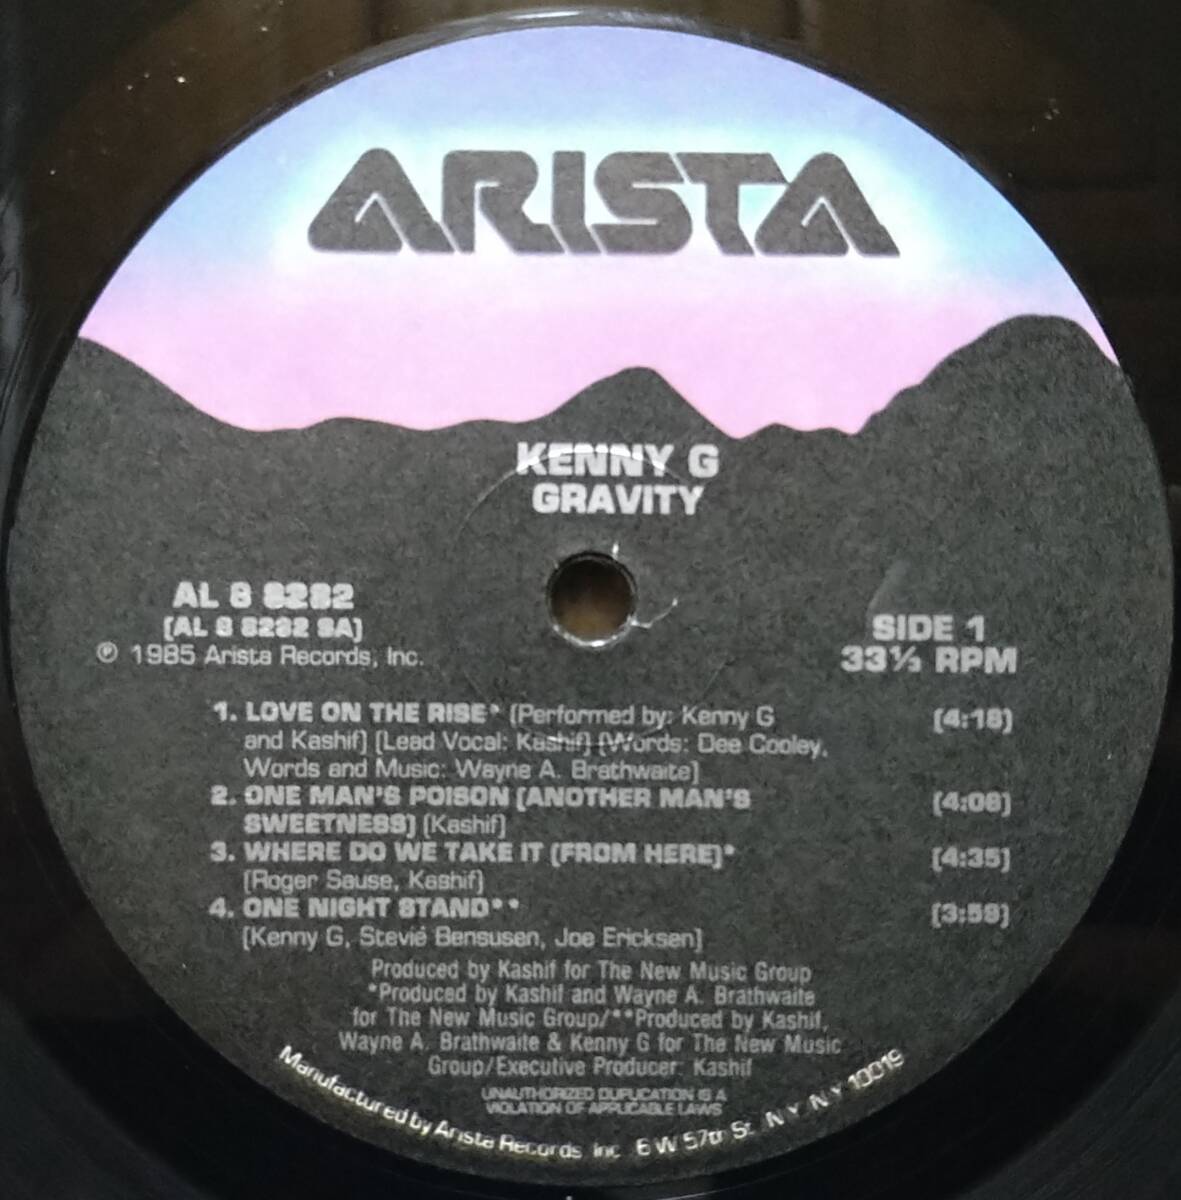 ARISTA
KENNY G
GRAVITY
AL 8 8282
(AL 8 8282 SA)
℗ 1985 Arista Records, Inc.
SIDE 1
33⅓ RPM
1. LOVE ON THE RISE* (Performed by: Kenny G (4:18)
and Kashif) (Lead Vocal: Kashif) (Words: Dee Cooley,
Words and Music: Wayne A. Brathwaite)
2. ONE MAN'S POISON (ANOTHER MAN'S (4:08)
SWEETNESS) (Kashif)
3. WHERE DO WE TAKE IT (FROM HERE)* (4:35)
(Roger Sause, Kashif)
4. ONE NIGHT STAND** (3:59)
(Kenny G, Stevié Bensusen, Joe Ericksen)
Produced by Kashif for The New Music Group
*Produced by Kashif and Wayne A. Brathwaite
for The New Music Group/**Produced by Kashif,
Wayne A. Brathwaite & Kenny G for The New Music
Group/Executive Producer: Kashif
UNAUTHORIZED DUPLICATION IS A
VIOLATION OF APPLICABLE LAWS
Manufactured by Arista Records, Inc. 6 W 57th St. N Y N Y 10019